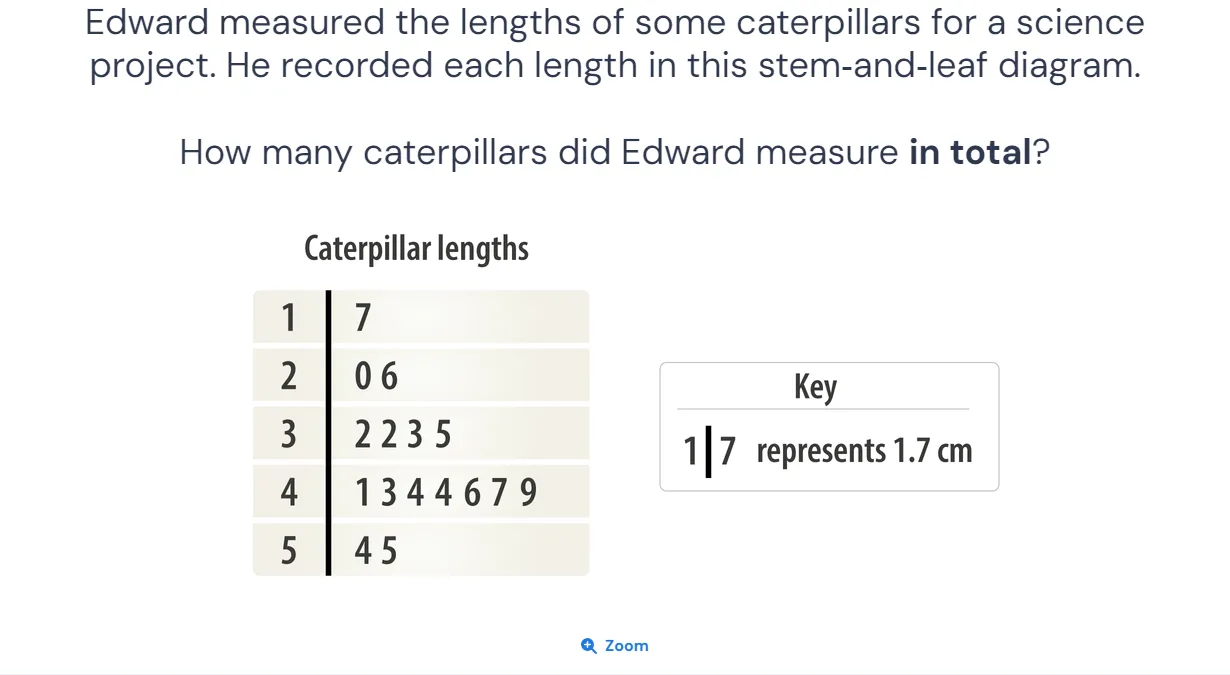 Edward measured the lengths of some caterpillars for a science
project. He recorded each length in this stem-and-leaf diagram.
How many caterpillars did Edward measure in total?
Caterpillar lengths
1 7
2 0 6
3 2 2 3 5
4 1 3 4 4 6 7 9
5 4 5
Key
1 7 represents 1.7 cm
Zoom